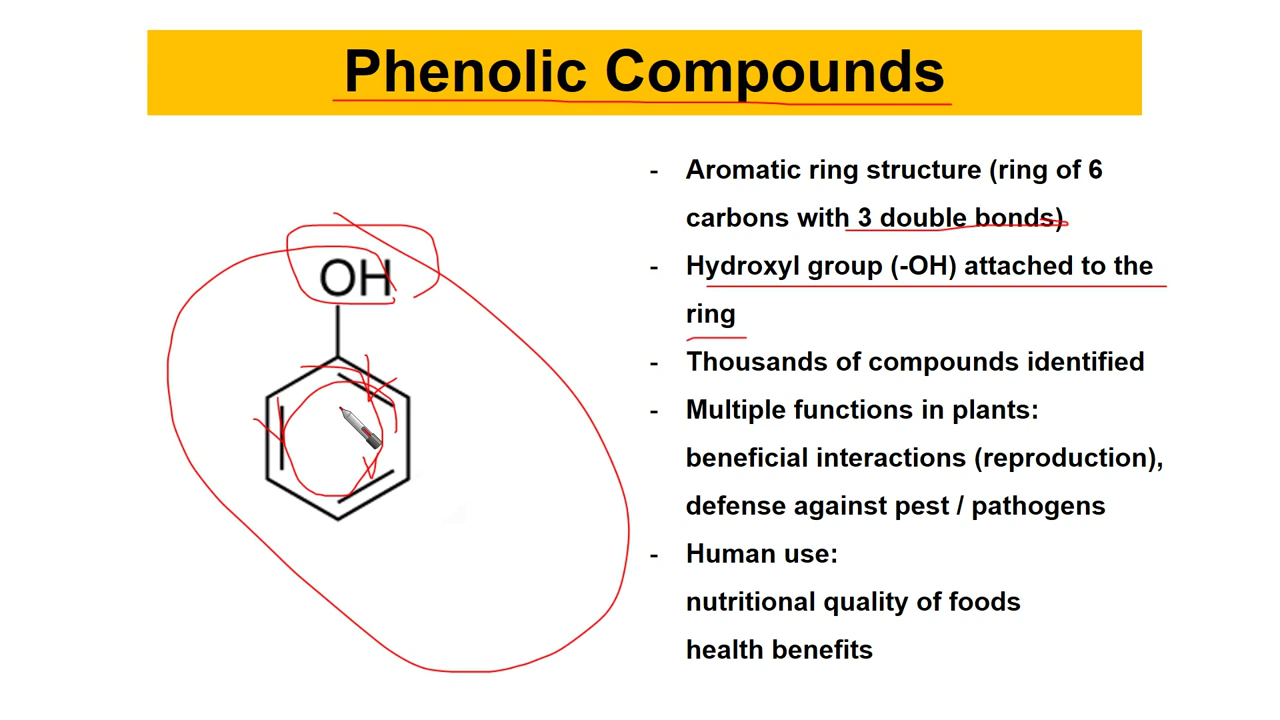 Phenolic Compounds
OH
- Aromatic ring structure (ring of 6
carbons with 3 double bonds)
- Hydroxyl group (-OH) attached to the
ring
- Thousands of compounds identified
- Multiple functions in plants:
beneficial interactions (reproduction),
defense against pest / pathogens
- Human use:
nutritional quality of foods
health benefits